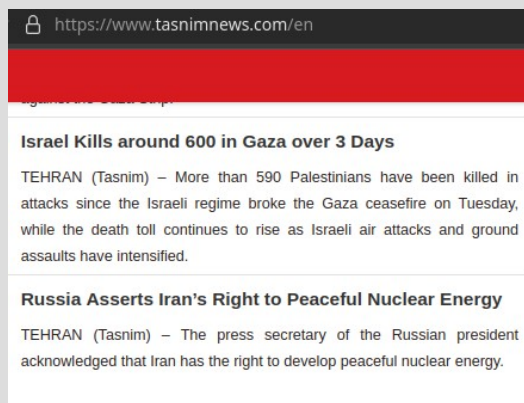 https://www.tasnimnews.com/en
against the Gaza Strip.
Israel Kills around 600 in Gaza over 3 Days
TEHRAN (Tasnim) – More than 590 Palestinians have been killed in
attacks since the Israeli regime broke the Gaza ceasefire on Tuesday,
while the death toll continues to rise as Israeli air attacks and ground
assaults have intensified.
Russia Asserts Iran’s Right to Peaceful Nuclear Energy
TEHRAN (Tasnim) – The press secretary of the Russian president
acknowledged that Iran has the right to develop peaceful nuclear energy.